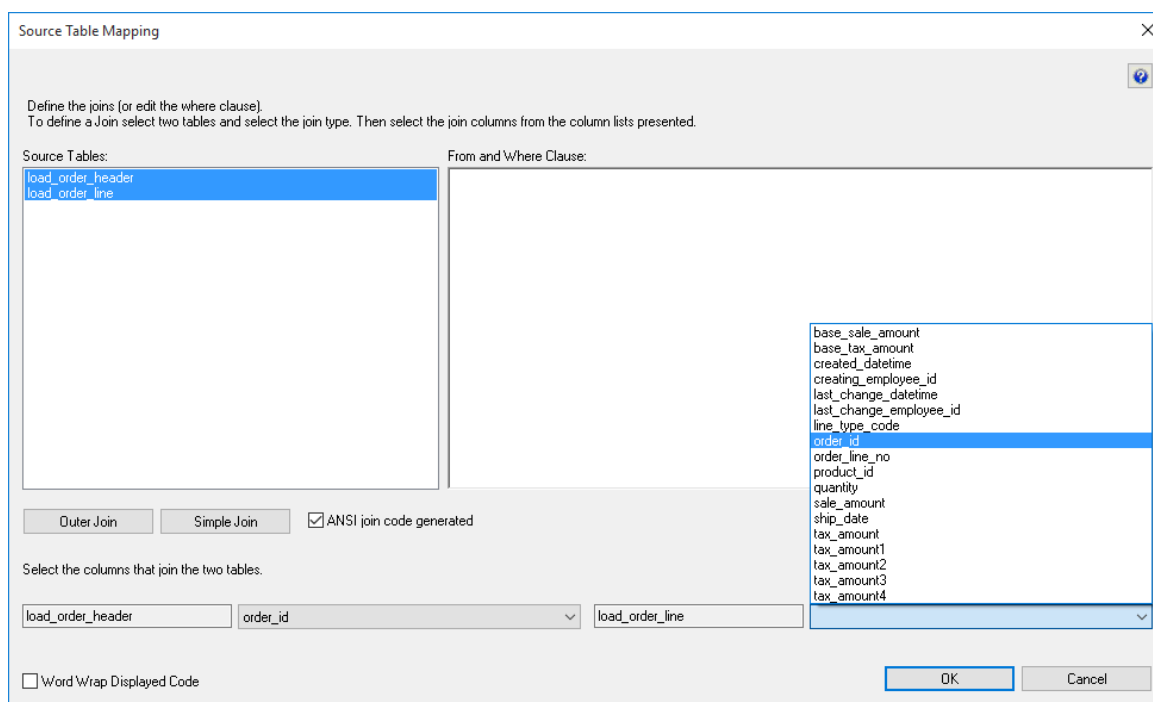 Source Table Mapping
Define the joins (or edit the where clause).
To define a Join select two tables and select the join type. Then select the join columns from the column lists presented.
Source Tables:
From and Where Clause:
load_order_header
load_order_line
base_sale_amount
base_tax_amount
created_datetime
creating_employee_id
last_change_datetime
last_change_employee_id
line_type_code
order_id
order_line_no
product_id
quantity
sale_amount
ship_date
tax_amount
tax_amount1
tax_amount2
tax_amount3
tax_amount4
Outer Join
Simple Join
ANSI join code generated
Select the columns that join the two tables.
load_order_header
order_id
load_order_line
Word Wrap Displayed Code
OK
Cancel